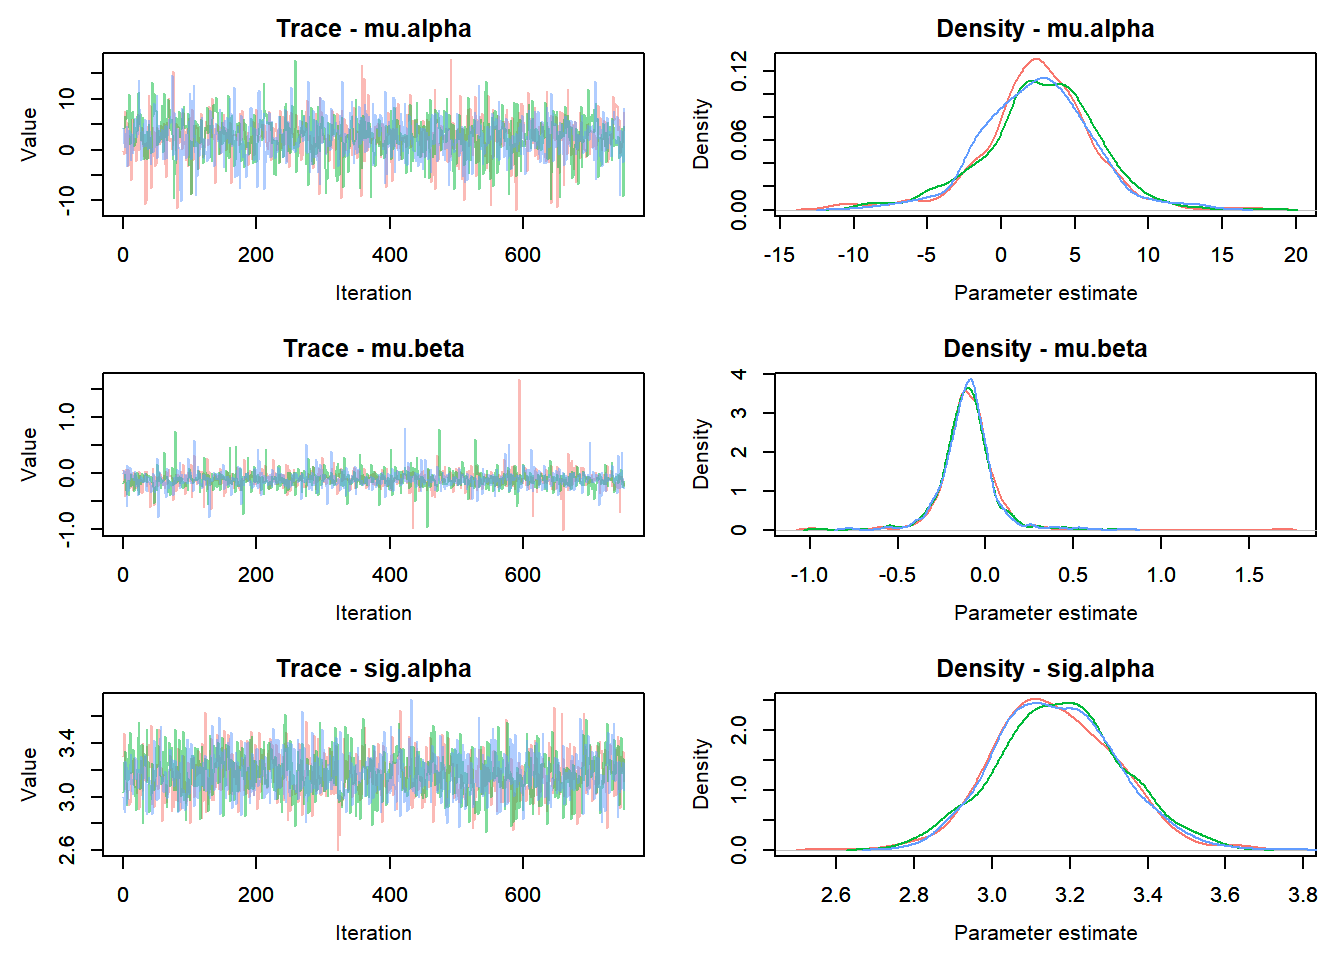 Trace - mu.alpha
Value
-10 0 10
0 200 400 600
Iteration
Density - mu.alpha
Density
0.00 0.06 0.12
-15 -10 -5 0 5 10 15 20
Parameter estimate
Trace - mu.beta
Value
-1.0 0.0 1.0
0 200 400 600
Iteration
Density - mu.beta
Density
0 1 2 3 4
-1.0 -0.5 0.0 0.5 1.0 1.5
Parameter estimate
Trace - sig.alpha
Value
2.6 3.0 3.4
0 200 400 600
Iteration
Density - sig.alpha
Density
0.0 1.0 2.0
2.6 2.8 3.0 3.2 3.4 3.6 3.8
Parameter estimate